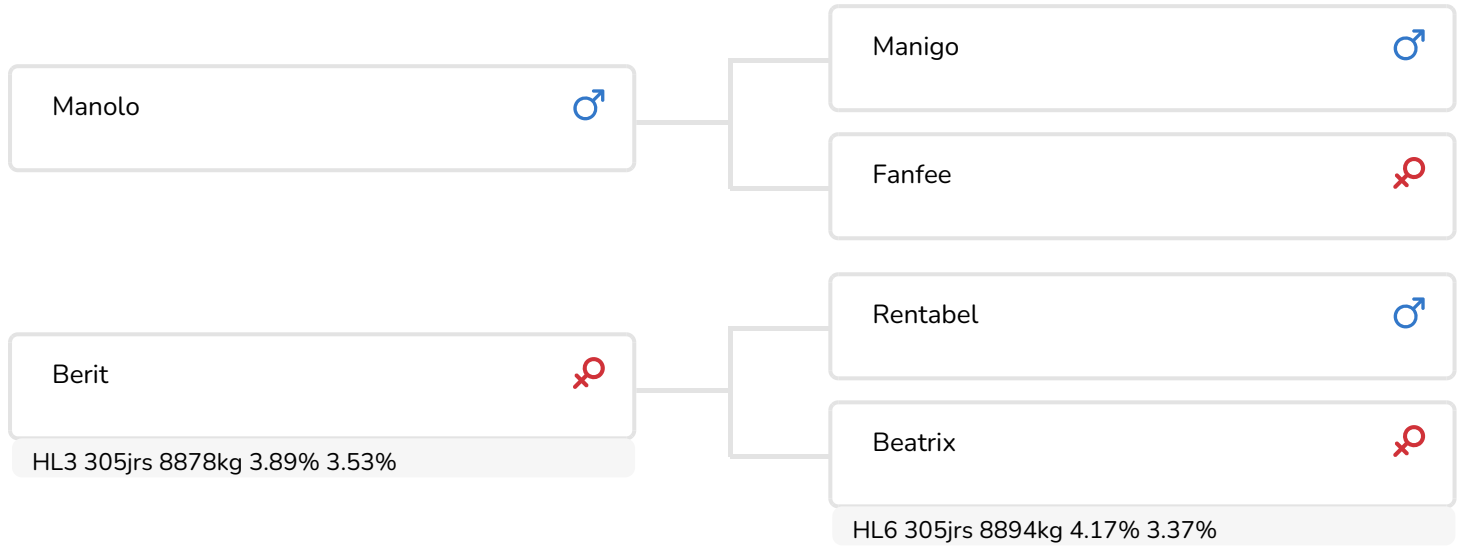 Manolo
Manigo
Fanfee
Berit
HL3 305jrs 8878kg 3.89% 3.53%
Rentabel
Beatrix
HL6 305jrs 8894kg 4.17% 3.37%